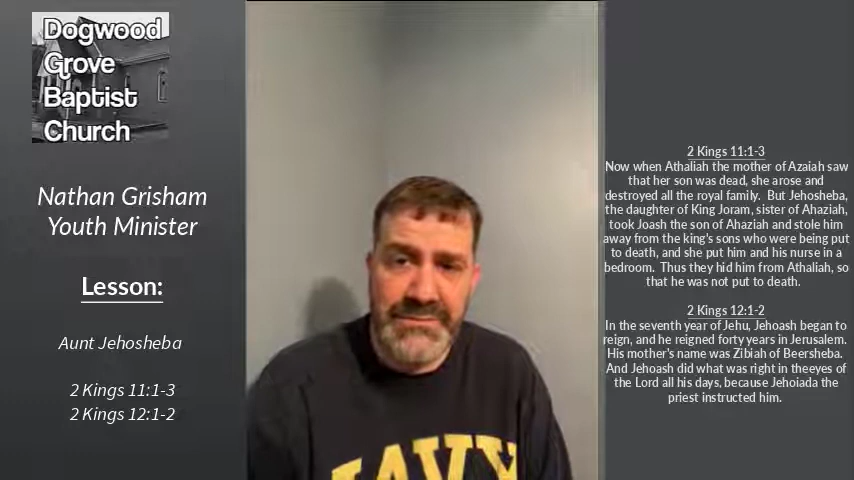 Dogwood
Grove
Baptist
Church
Nathan Grisham
Youth Minister
Lesson:
Aunt Jehosheba
2 Kings 11:1-3
2 Kings 12:1-2
NAVY
2 Kings 11:1-3
Now when Athaliah the mother of Azaiah saw
that her son was dead, she arose and
destroyed all the royal family. But Jehosheba,
the daughter of King Joram, sister of Ahaziah,
took Joash the son of Ahaziah and stole him
away from the king's sons who were being put
to death, and she put him and his nurse in a
bedroom. Thus they hid him from Athaliah, so
that he was not put to death.
2 Kings 12:1-2
In the seventh year of Jehu, Jehoash began to
reign, and he reigned forty years in Jerusalem.
His mother's name was Zibiah of Beersheba.
And Jehoash did what was right in theeyes of
the Lord all his days, because Jehoiada the
priest instructed him.